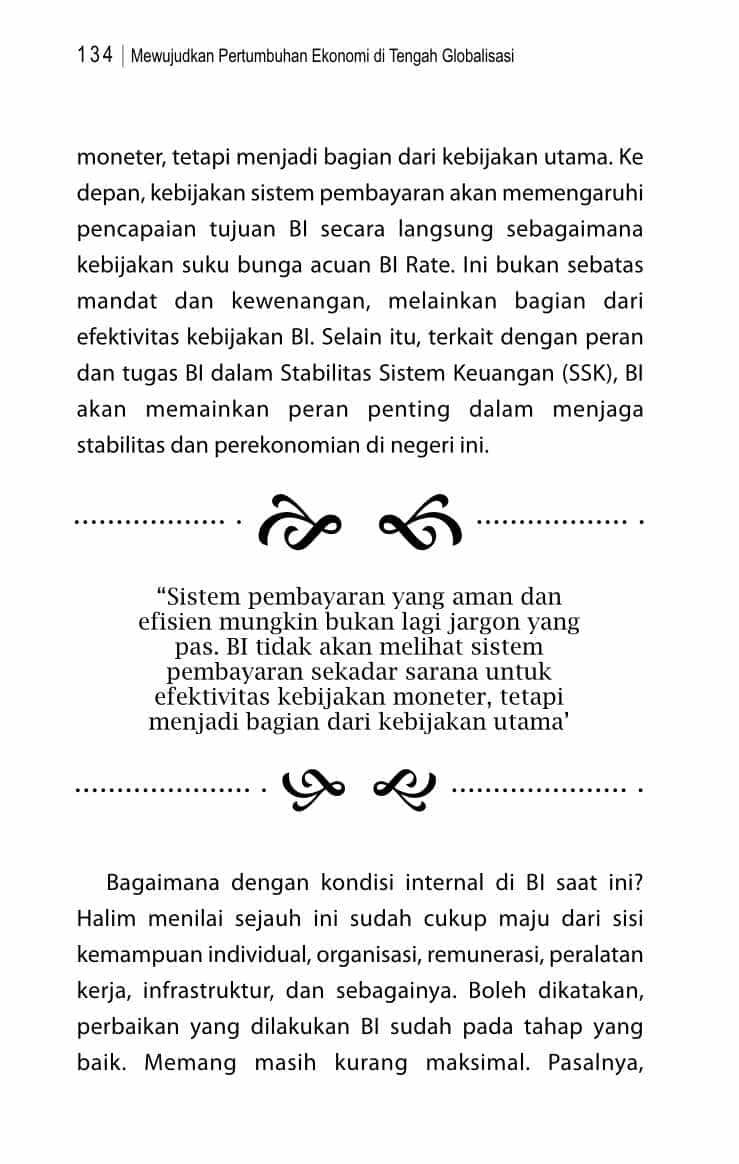 134 | Mewujudkan Pertumbuhan Ekonomi di Tengah Globalisasi
moneter, tetapi menjadi bagian dari kebijakan utama. Ke
depan, kebijakan sistem pembayaran akan memengaruhi
pencapaian tujuan BI secara langsung sebagaimana
kebijakan suku bunga acuan BI Rate. Ini bukan sebatas
mandat dan kewenangan, melainkan bagian dari
efektivitas kebijakan BI. Selain itu, terkait dengan peran
dan tugas BI dalam Stabilitas Sistem Keuangan (SSK), BI
akan memainkan peran penting dalam menjaga
stabilitas dan perekonomian di negeri ini.
“Sistem pembayaran yang aman dan
efisien mungkin bukan lagi jargon yang
pas. BI tidak akan melihat sistem
pembayaran sekadar sarana untuk
efektivitas kebijakan moneter, tetapi
menjadi bagian dari kebijakan utama'
Bagaimana dengan kondisi internal di BI saat ini?
Halim menilai sejauh ini sudah cukup maju dari sisi
kemampuan individual, organisasi, remunerasi, peralatan
kerja, infrastruktur, dan sebagainya. Boleh dikatakan,
perbaikan yang dilakukan BI sudah pada tahap yang
baik. Memang masih kurang maksimal. Pasalnya,